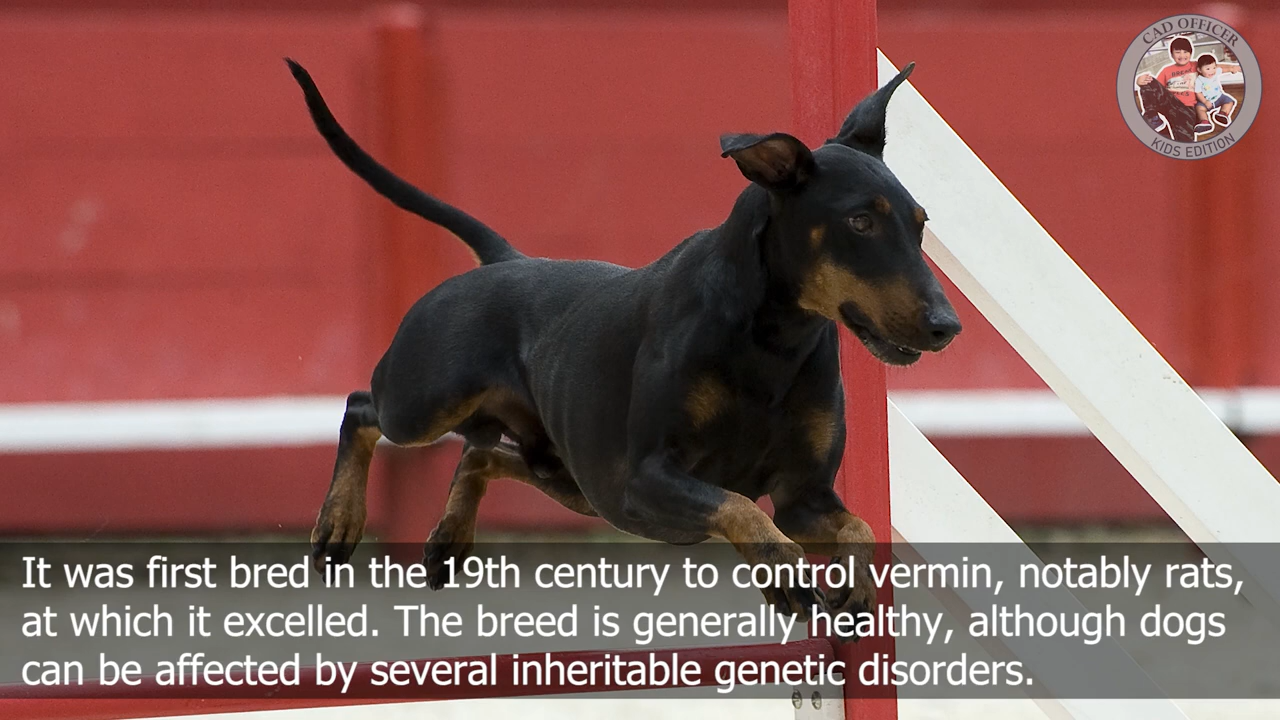 CAD OFFICER
KIDS EDITION
It was first bred in the 19th century to control vermin, notably rats,
at which it excelled. The breed is generally healthy, although dogs
can be affected by several inheritable genetic disorders.